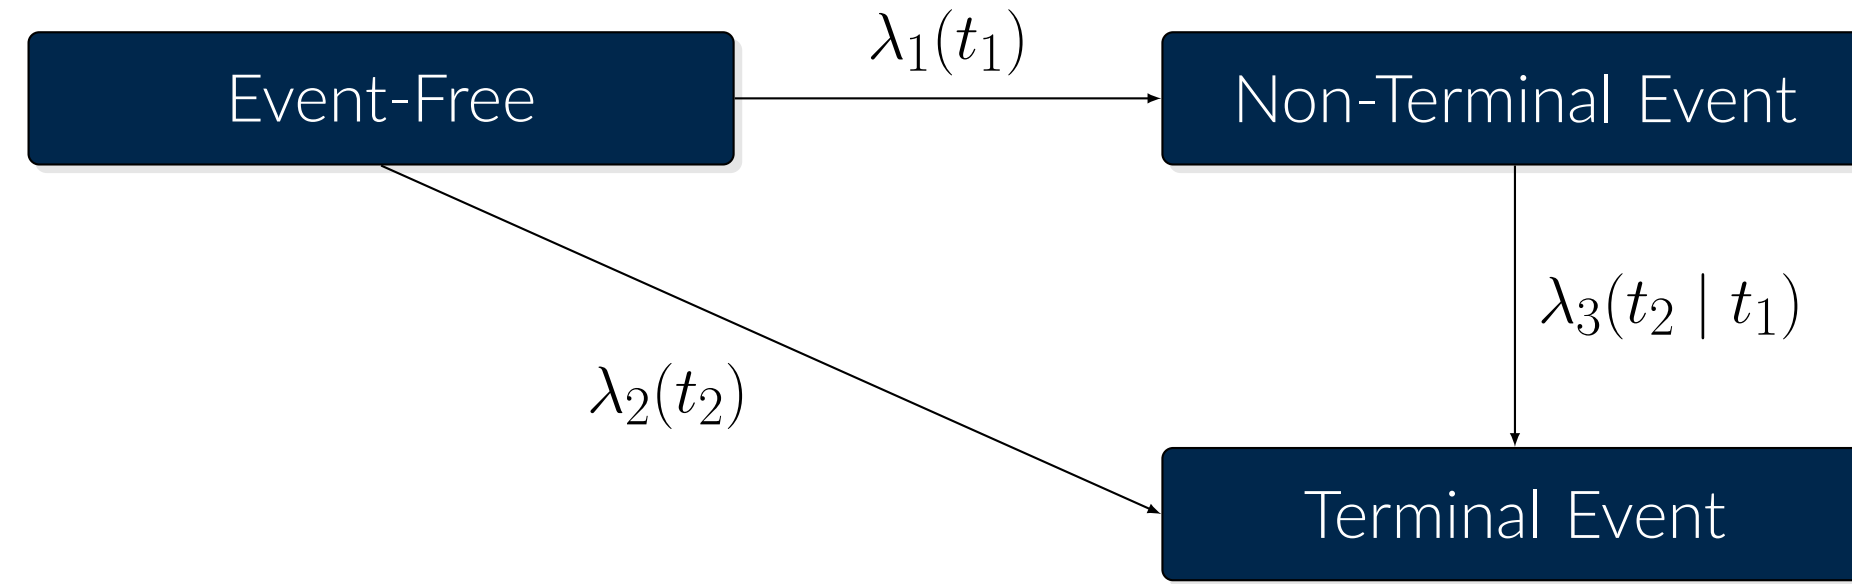 λ₁(t₁)
Event-Free
Non-Terminal Event
λ₃(t₂ | t₁)
λ₂(t₂)
Terminal Event